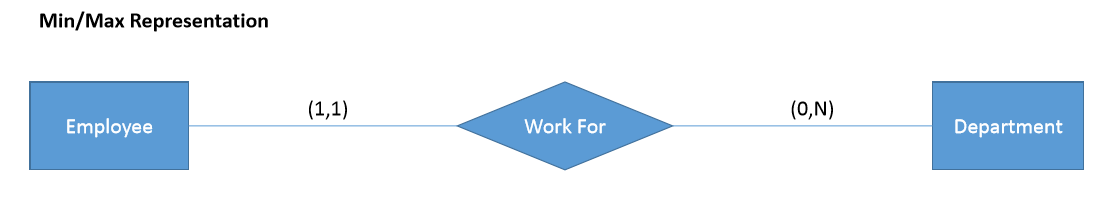 Min/Max Representation
Employee
(1,1)
Work For
(0,N)
Department